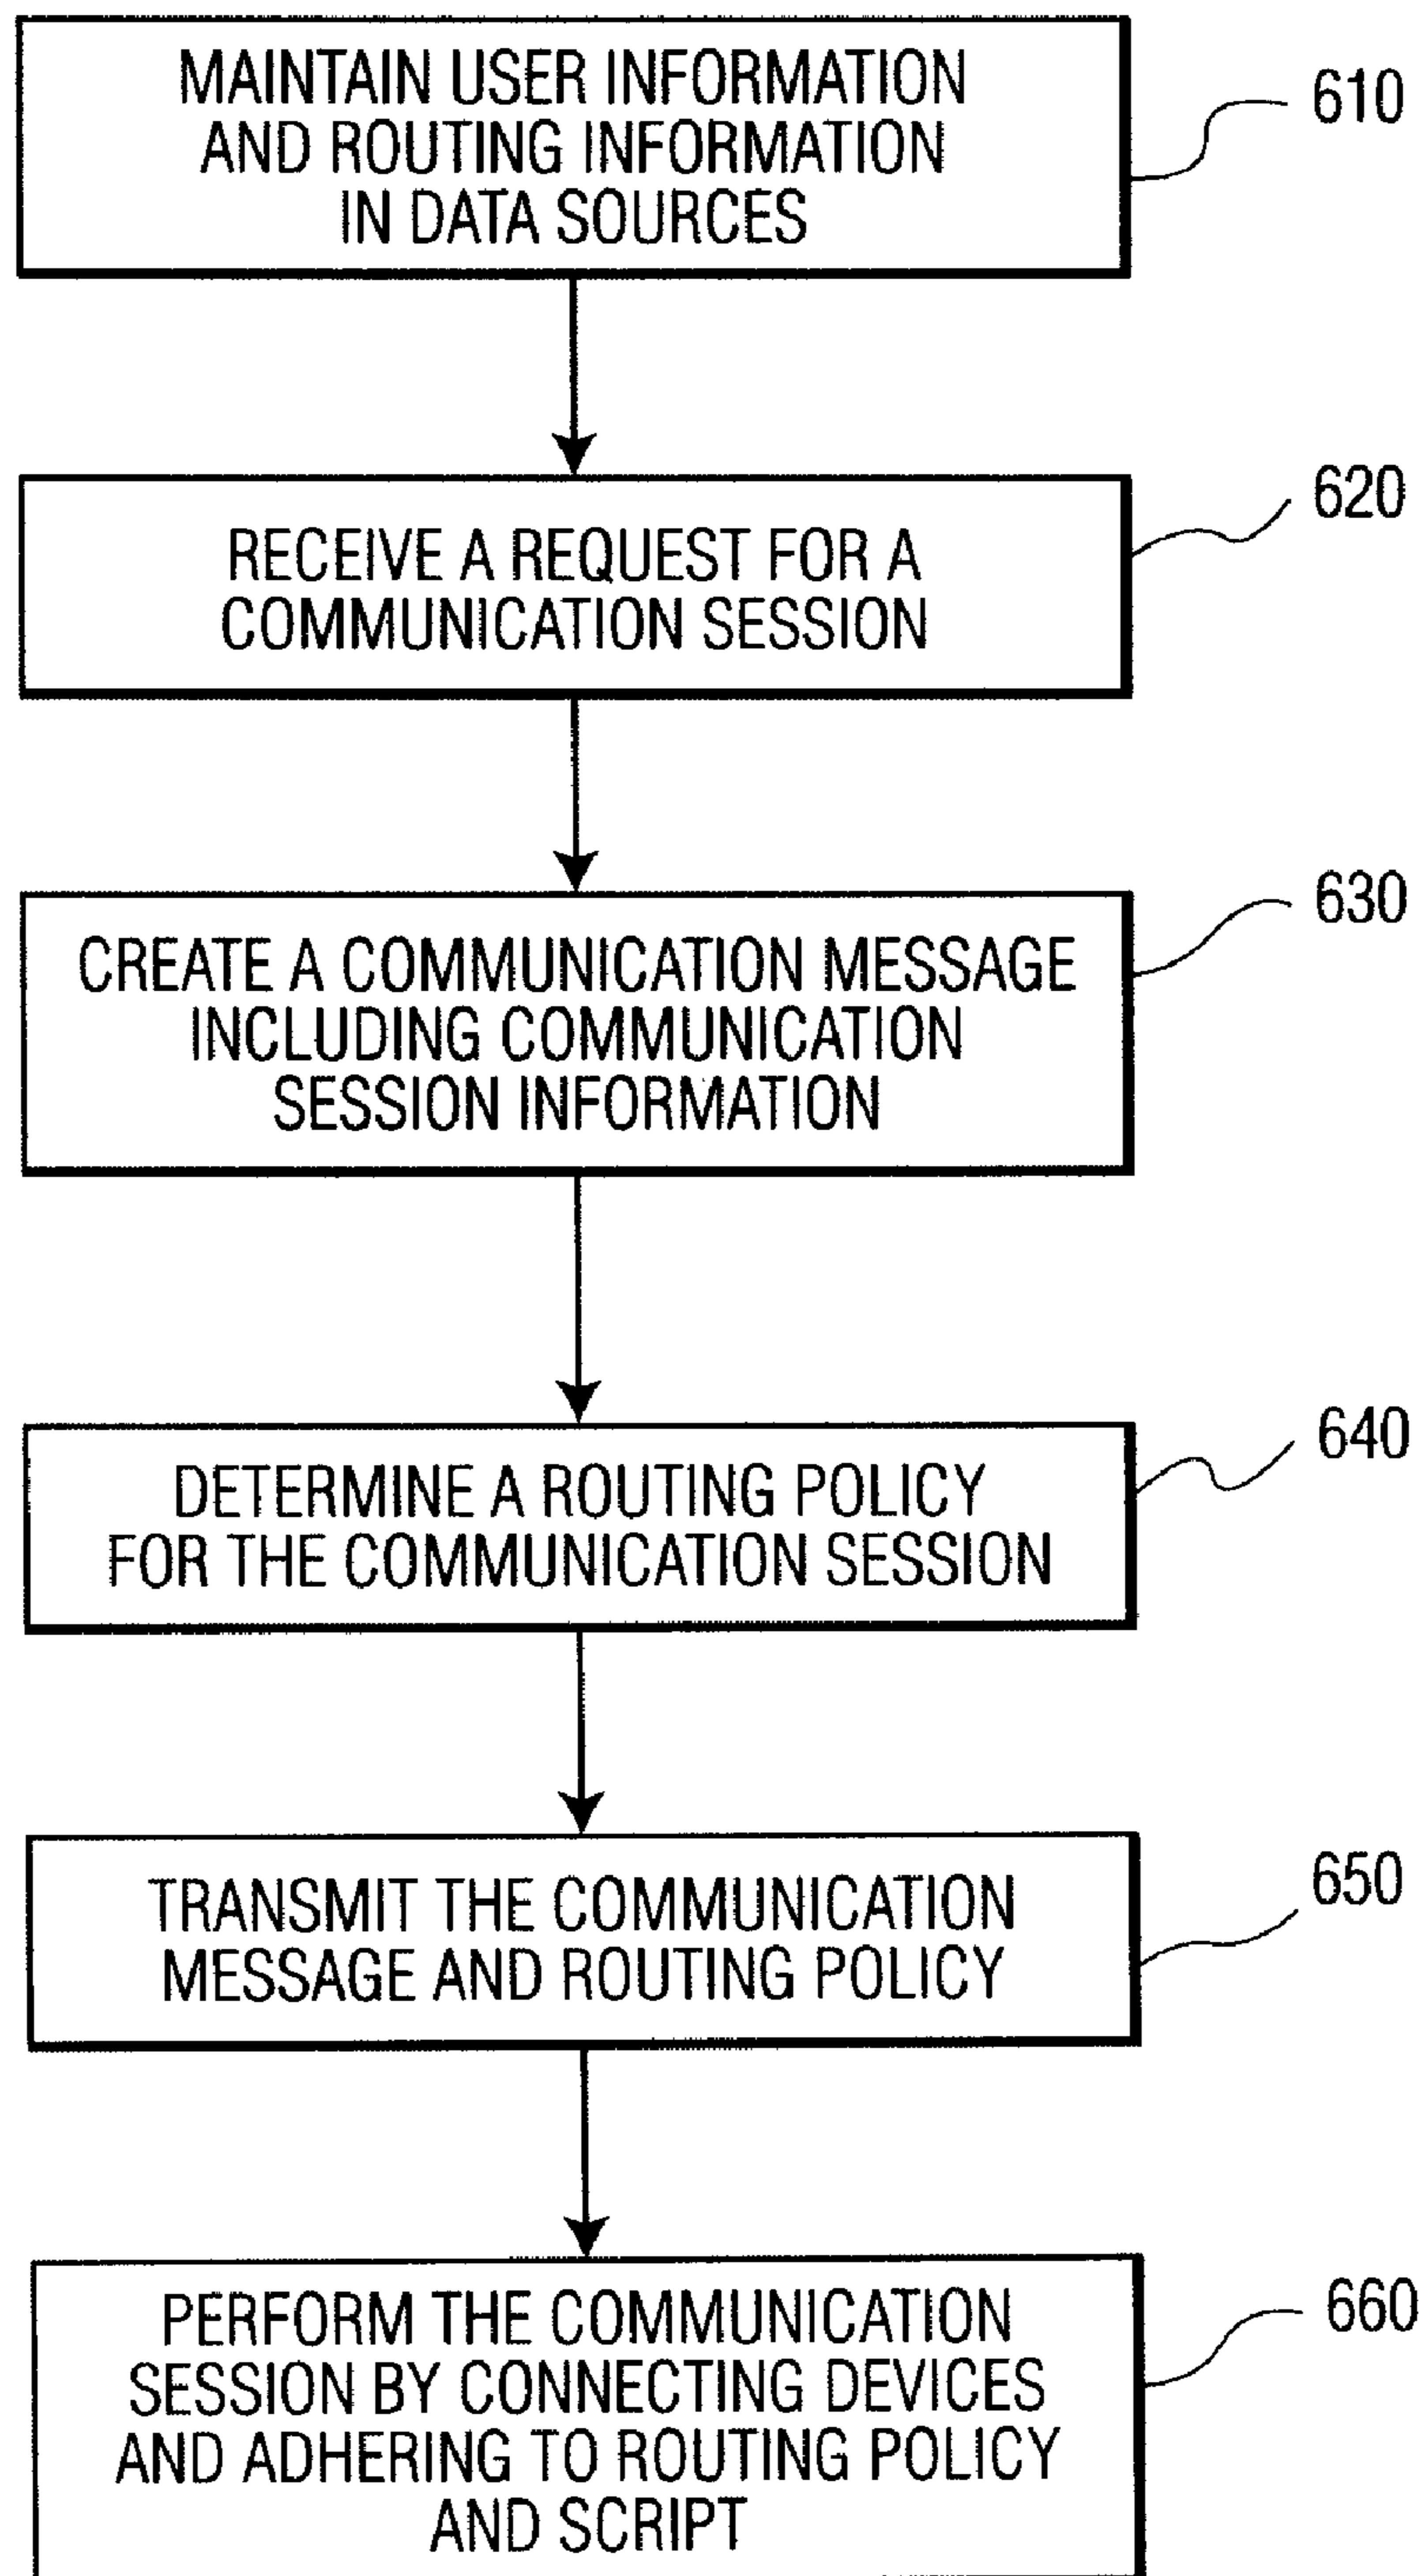 MAINTAIN USER INFORMATION
AND ROUTING INFORMATION
IN DATA SOURCES
610
RECEIVE A REQUEST FOR A
COMMUNICATION SESSION
620
CREATE A COMMUNICATION MESSAGE
INCLUDING COMMUNICATION
SESSION INFORMATION
630
DETERMINE A ROUTING POLICY
FOR THE COMMUNICATION SESSION
640
TRANSMIT THE COMMUNICATION
MESSAGE AND ROUTING POLICY
650
PERFORM THE COMMUNICATION
SESSION BY CONNECTING DEVICES
AND ADHERING TO ROUTING POLICY
AND SCRIPT
660